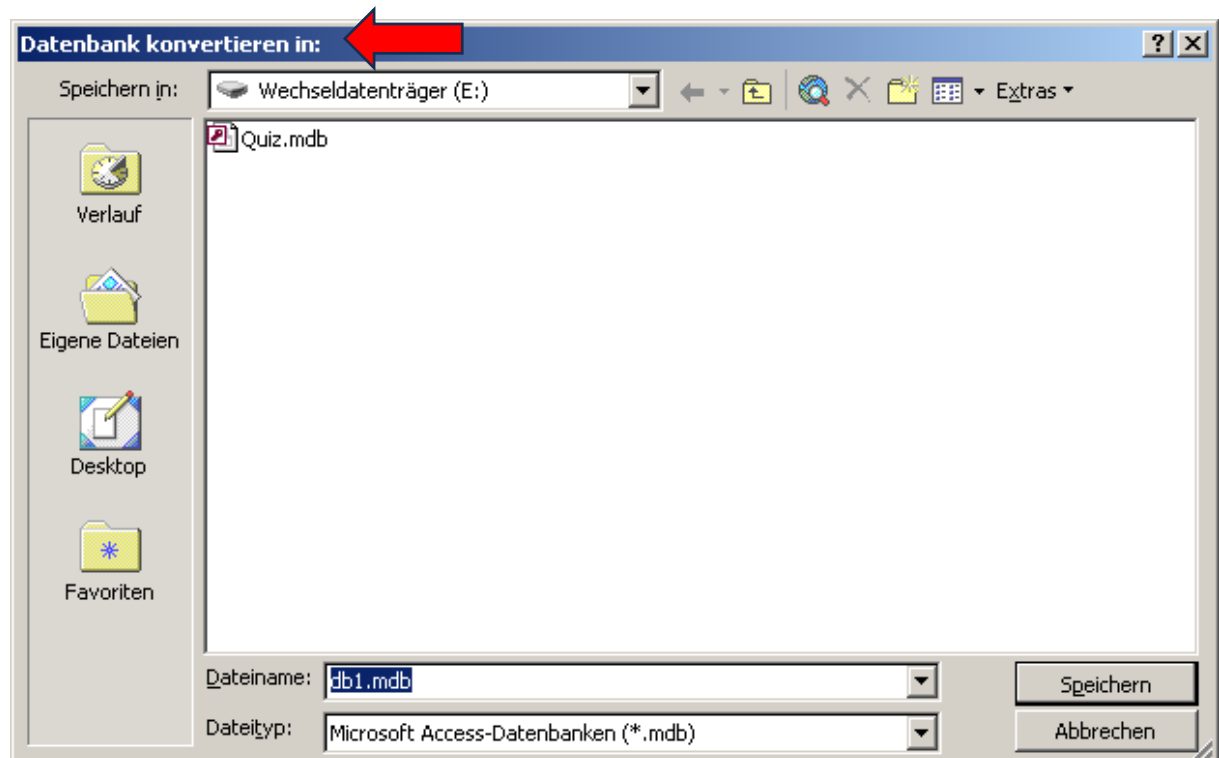 Datenbank konvertieren in:
Speichern in: Wechseldatenträger (E:) Extras
Quiz.mdb
Verlauf
Eigene Dateien
Desktop
Favoriten
Dateiname: db1.mdb Speichern
Dateityp: Microsoft Access-Datenbanken (*.mdb) Abbrechen